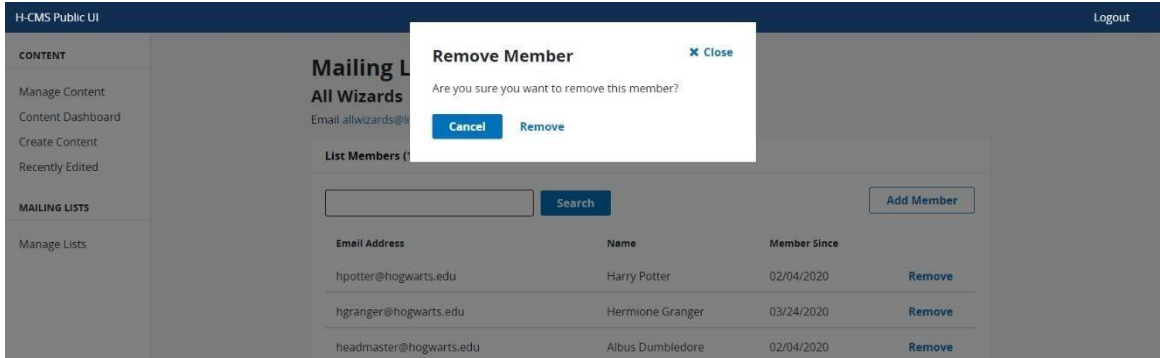 H-CMS Public UI Logout
CONTENT
Manage Content
Content Dashboard
Create Content
Recently Edited
MAILING LISTS
Manage Lists
Mailing L
All Wizards
Email allwizards@li
Remove Member
× Close
Are you sure you want to remove this member?
Cancel Remove
List Members (
Search Add Member
Email Address Name Member Since
hpotter@hogwarts.edu Harry Potter 02/04/2020 Remove
hgranger@hogwarts.edu Hermione Granger 03/24/2020 Remove
headmaster@hogwarts.edu Albus Dumbledore 02/04/2020 Remove